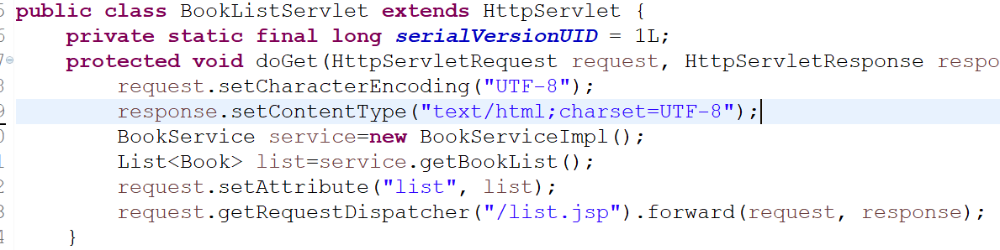 public class BookListServlet extends HttpServlet {
    private static final long serialVersionUID = 1L;
    protected void doGet(HttpServletRequest request, HttpServletResponse respo
        request.setCharacterEncoding("UTF-8");
        response.setContentType("text/html;charset=UTF-8");
        BookService service=new BookServiceImpl();
        List<Book> list=service.getBookList();
        request.setAttribute("list", list);
        request.getRequestDispatcher("/list.jsp").forward(request, response);
    }